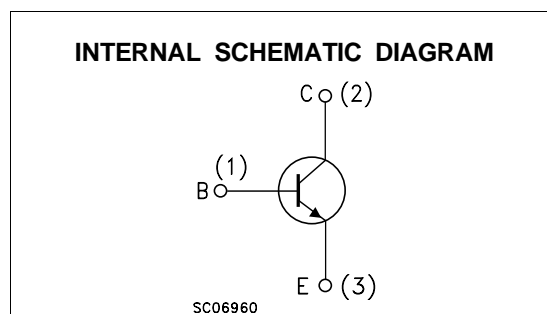 INTERNAL SCHEMATIC DIAGRAM
C (2)
(1)
B
E (3)
SC06960